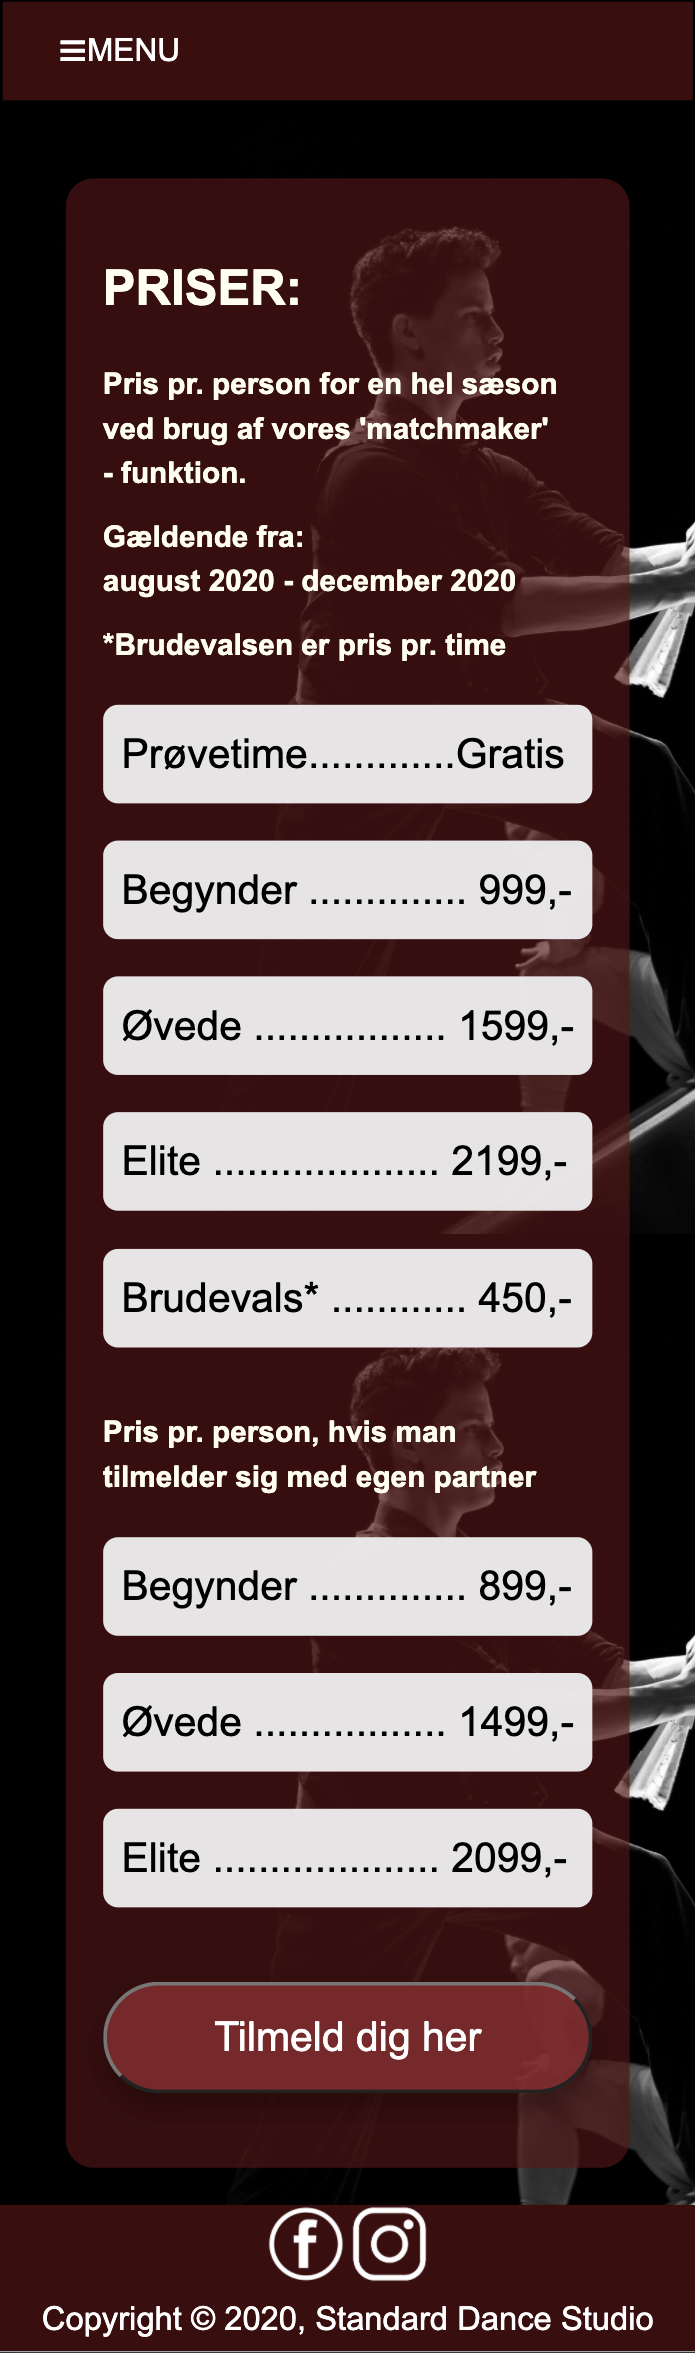 MENU
PRISER:
Pris pr. person for en hel sæson
ved brug af vores 'matchmaker'
- funktion.
Gældende fra:
august 2020 - december 2020
*Brudevalsen er pris pr. time
Prøvetime.............Gratis
Begynder .............. 999,-
Øvede ................. 1599,-
Elite .................... 2199,-
Brudevals* ............ 450,-
Pris pr. person, hvis man
tilmelder sig med egen partner
Begynder .............. 899,-
Øvede ................. 1499,-
Elite .................... 2099,-
Tilmeld dig her
Copyright © 2020, Standard Dance Studio